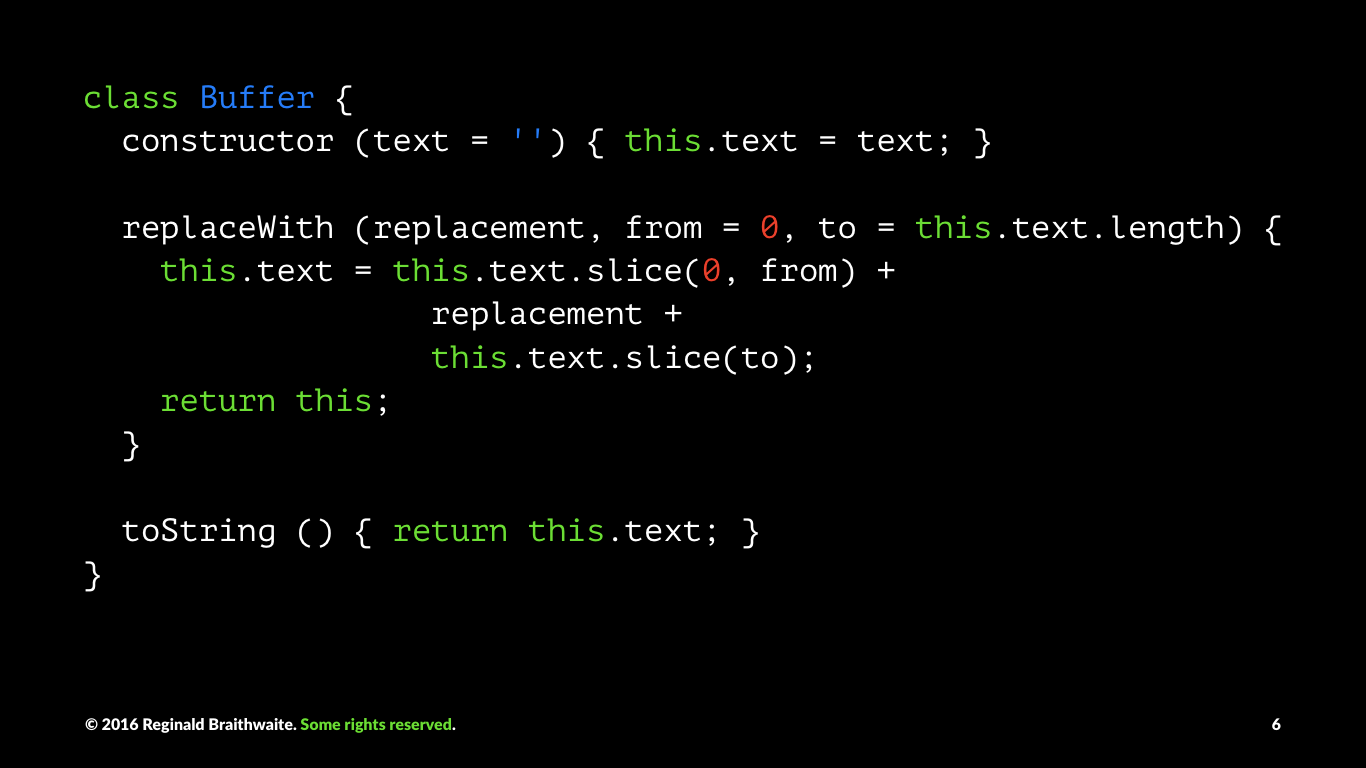 class Buffer {
  constructor (text = '') { this.text = text; }

  replaceWith (replacement, from = 0, to = this.text.length) {
    this.text = this.text.slice(0, from) +
                  replacement +
                  this.text.slice(to);
    return this;
  }

  toString () { return this.text; }
}
© 2016 Reginald Braithwaite. Some rights reserved.
6